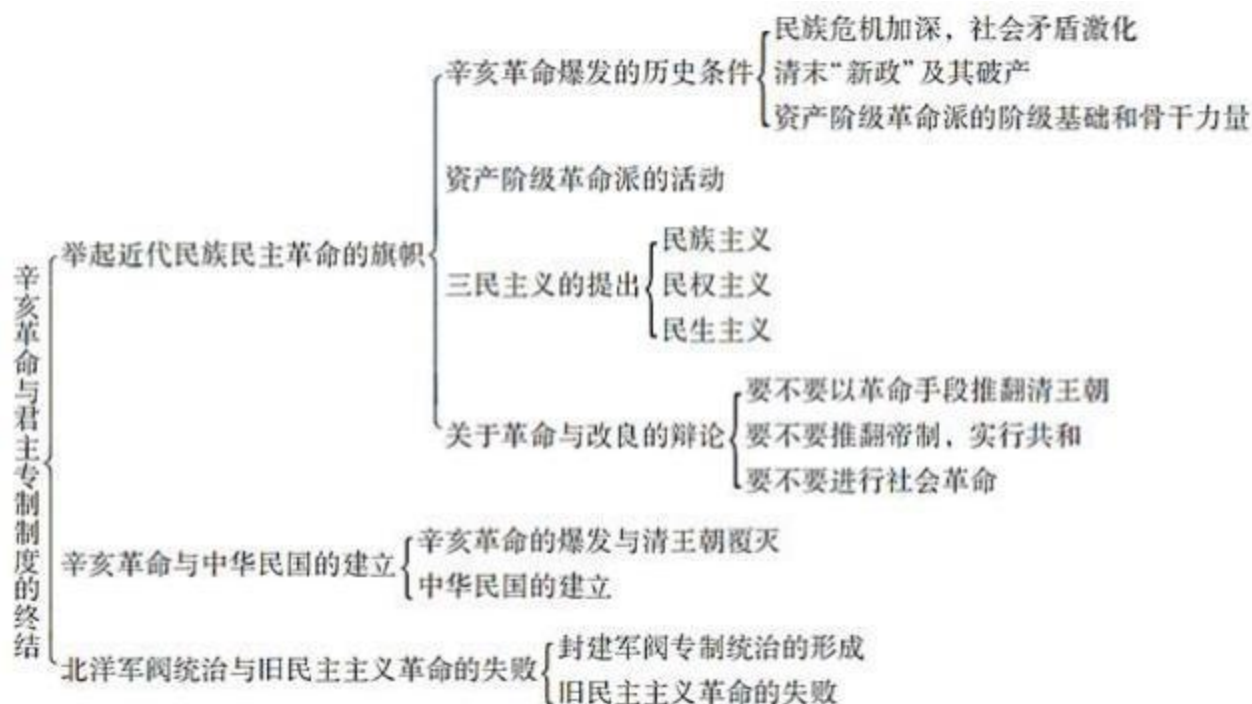 辛亥革命与君主专制制度的终结
举起近代民族民主革命的旗帜
辛亥革命爆发的历史条件
民族危机加深，社会矛盾激化
清末“新政”及其破产
资产阶级革命派的阶级基础和骨干力量
资产阶级革命派的活动
三民主义的提出
民族主义
民权主义
民生主义
关于革命与改良的辩论
要不要以革命手段推翻清王朝
要不要推翻帝制，实行共和
要不要进行社会革命
辛亥革命与中华民国的建立
辛亥革命的爆发与清王朝覆灭
中华民国的建立
北洋军阀统治与旧民主主义革命的失败
封建军阀专制统治的形成
旧民主主义革命的失败